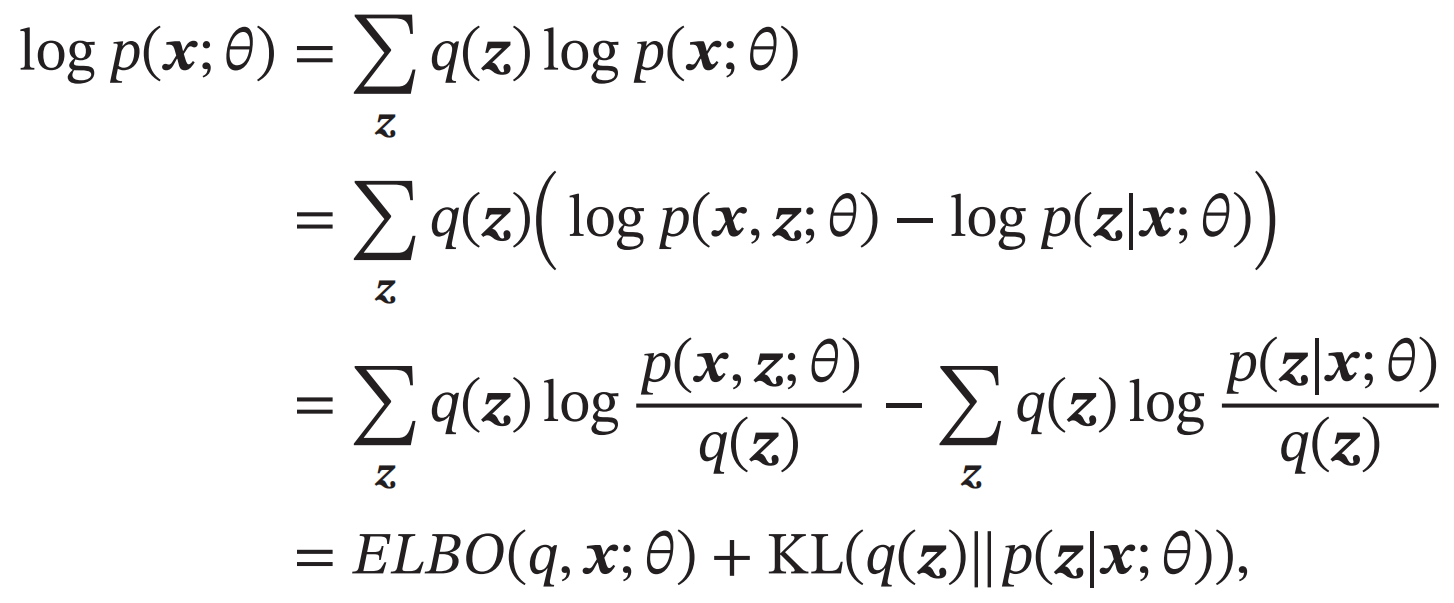 log p(x; θ) = ∑_z q(z) log p(x; θ)
= ∑_z q(z)( log p(x, z; θ) − log p(z|x; θ))
= ∑_z q(z) log p(x, z; θ)/q(z) − ∑_z q(z) log p(z|x; θ)/q(z)
= ELBO(q, x; θ) + KL(q(z)‖p(z|x; θ)),